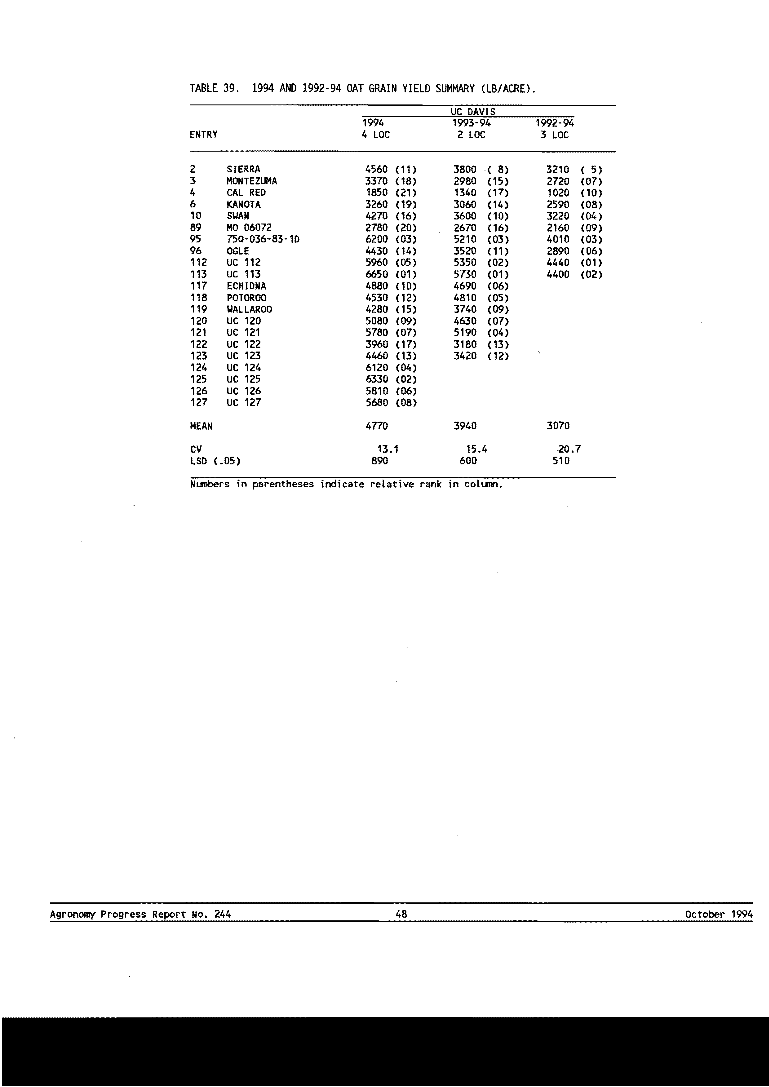 TABLE 39. 1994 AND 1992-94 OAT GRAIN YIELD SUMMARY (LB/ACRE).
UC DAVIS
1994 1993-94 1992-94
ENTRY 4 LOC 2 LOC 3 LOC
2 SIERRA 4560 (11) 3800 ( 8) 3210 ( 5)
3 MONTEZUMA 3370 (18) 2980 (15) 2720 (07)
4 CAL RED 1850 (21) 1340 (17) 1020 (10)
6 KANOTA 3260 (19) 3060 (14) 2590 (08)
10 SWAN 4270 (16) 3600 (10) 3220 (04)
89 MO 06072 2780 (20) 2670 (16) 2160 (09)
95 750-036-83-1D 6200 (03) 5210 (03) 4010 (03)
96 OGLE 4430 (14) 3520 (11) 2890 (06)
112 UC 112 5960 (05) 5350 (02) 4440 (01)
113 UC 113 6650 (01) 5730 (01) 4400 (02)
117 ECHIDNA 4880 (10) 4690 (06)
118 POTOROO 4530 (12) 4810 (05)
119 WALLAROO 4280 (15) 3740 (09)
120 UC 120 5080 (09) 4630 (07)
121 UC 121 5780 (07) 5190 (04)
122 UC 122 3960 (17) 3180 (13)
123 UC 123 4460 (13) 3420 (12)
124 UC 124 6120 (04)
125 UC 125 6330 (02)
126 UC 126 5810 (06)
127 UC 127 5680 (08)
MEAN 4770 3940 3070
CV 13.1 15.4 20.7
LSD (.05) 890 600 510
Numbers in parentheses indicate relative rank in column.
Agronomy Progress Report No. 244 48 October 1994